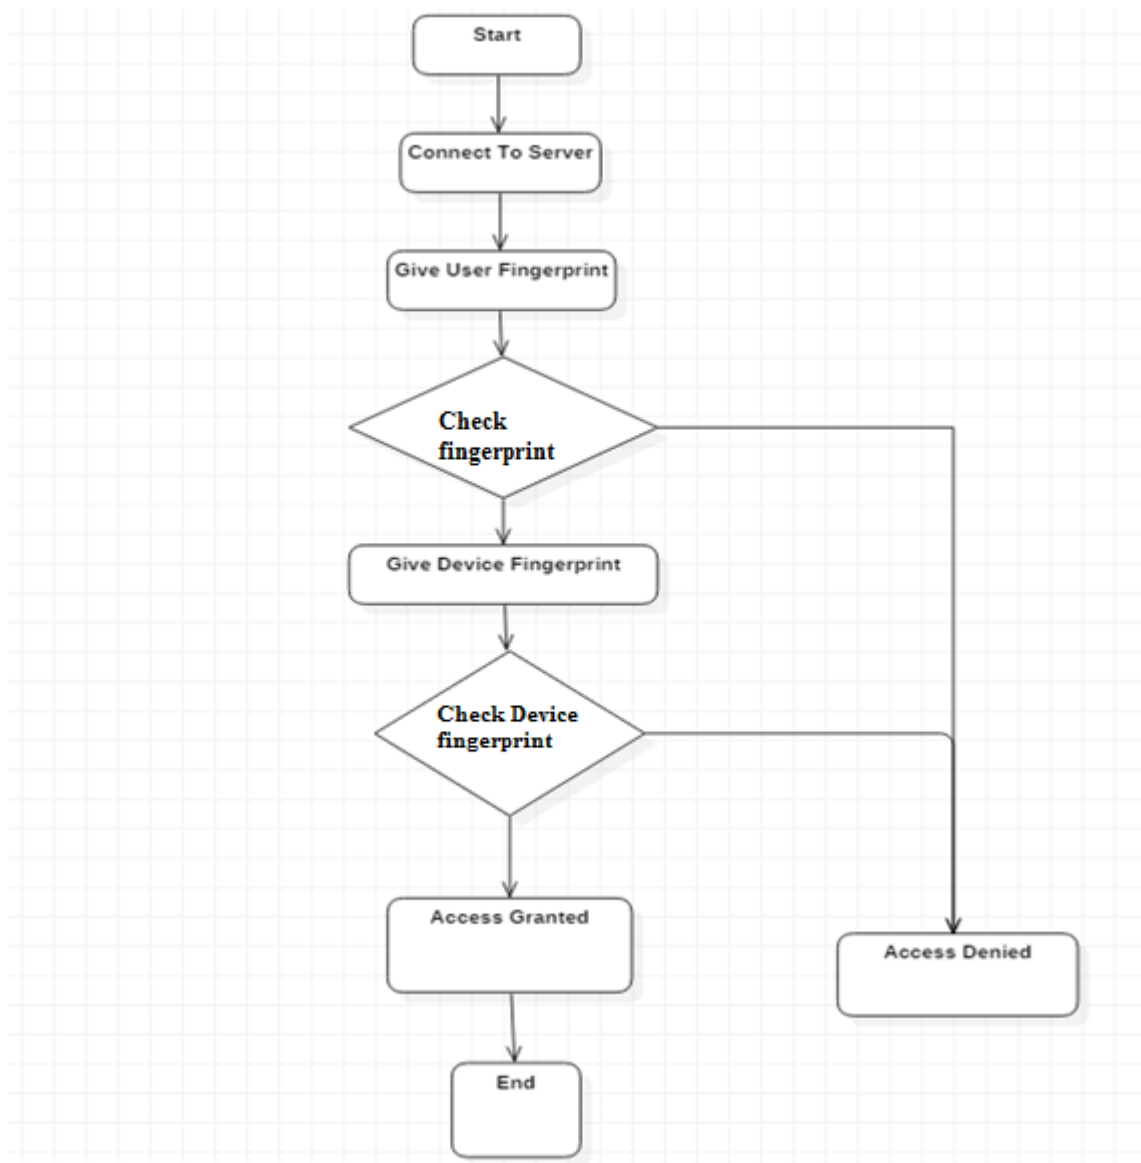 Start
Connect To Server
Give User Fingerprint
Check
fingerprint
Give Device Fingerprint
Check Device
fingerprint
Access Granted
Access Denied
End